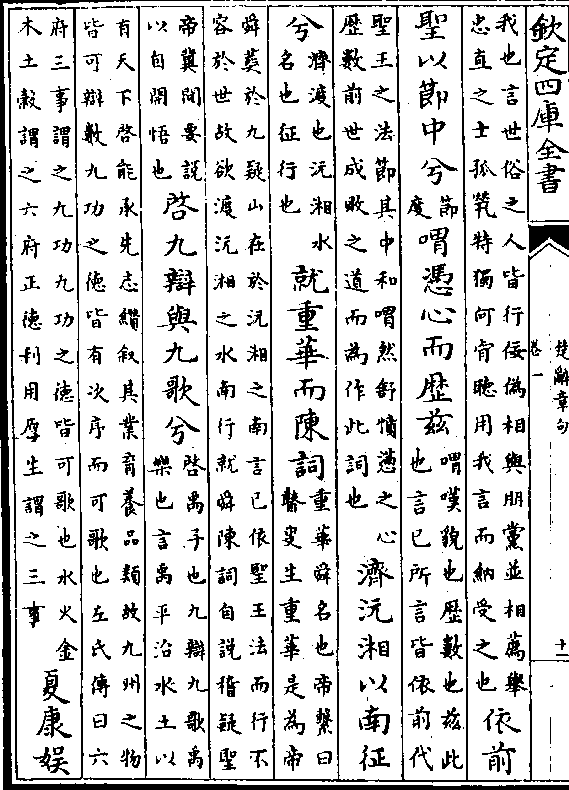 欽定四庫全書
楚辭章句
卷一
十
我也言世俗之人皆行佞偽相與朋黨並相薦舉
忠直之士孤煢特獨何肯聽用我言而納受之也
依前
聖以節中兮
節
度
喟憑心而歷茲
喟嘆貌也歷數也茲此
也言己所言皆依前代
聖王之法節其中和喟然舒憤懣之心
歷數前世成敗之道而為作此詞也
濟沅湘以南征
兮
濟渡也沅湘水
名也征行也
就重華而陳詞
重華舜名也帝繫曰
瞽叟生重華是為帝
舜葬於九疑山在於沅湘之南言己依聖王法而行不
容於世故欲渡沅湘之水南行就舜陳詞自說稽疑聖
帝冀聞要說
以自開悟也
啓九辯與九歌兮
啓禹子也九辯九歌禹
樂也言禹平治水土以
有天下啓能承先志纘叙其業育養品類故九州之物
皆可辯數九功之德皆有次序而可歌也左氏傳曰六
府三事謂之九功九功之德皆可歌也水火金
木土穀謂之六府正德利用厚生謂之三事
夏康娛